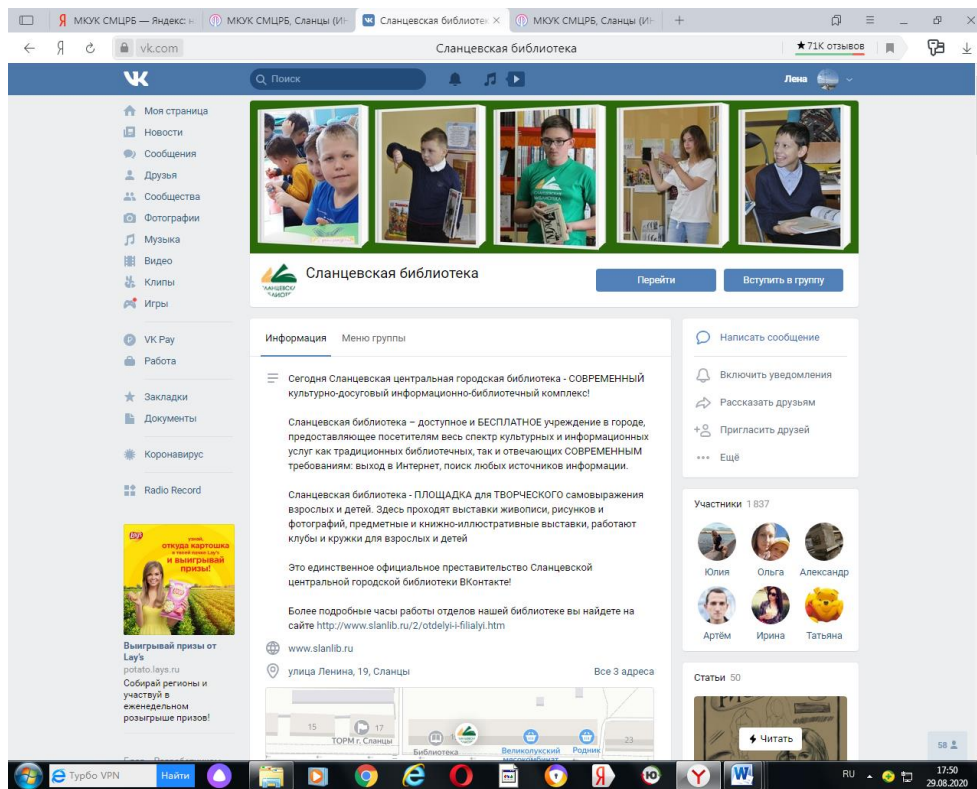 МКУК СМЦРБ — Яндекс: н
МКУК СМЦРБ, Сланцы (И
Сланцевская библиотек
МКУК СМЦРБ, Сланцы (И
vk.com
Сланцевская библиотека
★71K отзывов
Поиск
Лена
Моя страница
Новости
Сообщения
Друзья
Сообщества
Фотографии
Музыка
Видео
Клипы
Игры
VK Pay
Работа
Закладки
Документы
Коронавирус
Radio Record
откуда картошка
и выигрывай
призы!
Выигрывай призы от
Lay's
potato.lays.ru
Собирай регионы и
участвуй в
еженедельном
розыгрыше призов!
Сланцевская библиотека
Перейти
Вступить в группу
Информация
Меню группы
Сегодня Сланцевская центральная городская библиотека - СОВРЕМЕННЫЙ
культурно-досуговый информационно-библиотечный комплекс!
Сланцевская библиотека – доступное и БЕСПЛАТНОЕ учреждение в городе,
предоставляющее посетителям весь спектр культурных и информационных
услуг как традиционных библиотечных, так и отвечающих СОВРЕМЕННЫМ
требованиям: выход в Интернет, поиск любых источников информации.
Сланцевская библиотека - ПЛОЩАДКА для ТВОРЧЕСКОГО самовыражения
взрослых и детей. Здесь проходят выставки живописи, рисунков и
фотографий, предметные и книжно-иллюстративные выставки, работают
клубы и кружки для взрослых и детей
Это единственное официальное преставительство Сланцевской
центральной городской библиотеки ВКонтакте!
Более подробные часы работы отделов нашей библиотеке вы найдете на
сайте http://www.slanlib.ru/2/otdelyi-i-filialyi.htm
www.slanlib.ru
улица Ленина, 19, Сланцы
Все 3 адреса
15
17
ТОРМ г. Сланцы
Библиотека
Великолукский
мясокомбинат
Родник
23
Написать сообщение
Включить уведомления
Рассказать друзьям
Пригласить друзей
Ещё
Участники 1 837
Юлия
Ольга
Александр
Артём
Ирина
Татьяна
Статьи 50
Читать
58
Турбо VPN
Найти
RU
17:50
29.08.2020